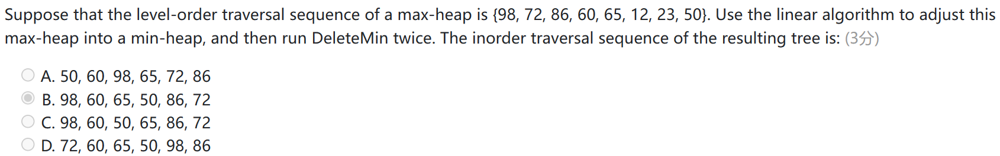 Suppose that the level-order traversal sequence of a max-heap is {98, 72, 86, 60, 65, 12, 23, 50}. Use the linear algorithm to adjust this
max-heap into a min-heap, and then run DeleteMin twice. The inorder traversal sequence of the resulting tree is: (3分)
A. 50, 60, 98, 65, 72, 86
B. 98, 60, 65, 50, 86, 72
C. 98, 60, 50, 65, 86, 72
D. 72, 60, 65, 50, 98, 86